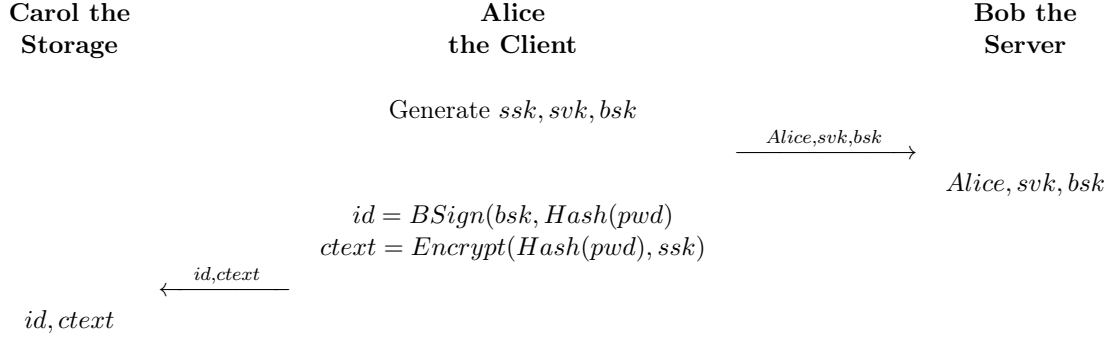 Carol the Storage
Alice the Client
Bob the Server
Generate ssk, svk, bsk
Alice,svk,bsk
Alice, svk, bsk
id = BSign(bsk, Hash(pwd)
ctext = Encrypt(Hash(pwd), ssk)
id,ctext
id, ctext